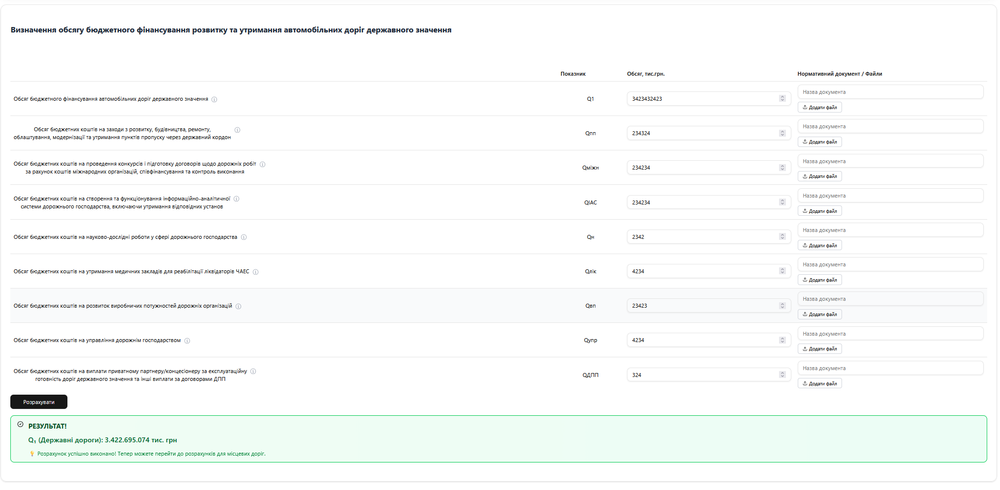 Визначення обсягу бюджетного фінансування розвитку та утримання автомобільних доріг державного значення
Показник Обсяг, тис.грн. Нормативний документ / Файли
Обсяг бюджетного фінансування автомобільних доріг державного значення Q1 3423432423 Назва документа
Додати файл
Обсяг бюджетних коштів на заходи з розвитку, будівництва, ремонту,
облаштування, модернізації та утримання пунктів пропуску через державний кордон Qпп 234324 Назва документа
Додати файл
Обсяг бюджетних коштів на проведення конкурсів і підготовку договорів щодо дорожніх робіт
за рахунок коштів міжнародних організацій, співфінансування та контроль виконання Qміжн 234234 Назва документа
Додати файл
Обсяг бюджетних коштів на створення та функціонування інформаційно-аналітичної
системи дорожнього господарства, включаючи утримання відповідних установ QІАС 234234 Назва документа
Додати файл
Обсяг бюджетних коштів на науково-дослідні роботи у сфері дорожнього господарства Qн 2342 Назва документа
Додати файл
Обсяг бюджетних коштів на утримання медичних закладів для реабілітації ліквідаторів ЧАЕС Qлік 4234 Назва документа
Додати файл
Обсяг бюджетних коштів на розвиток виробничих потужностей дорожніх організацій Qвп 23423 Назва документа
Додати файл
Обсяг бюджетних коштів на управління дорожнім господарством Qупр 4234 Назва документа
Додати файл
Обсяг бюджетних коштів на виплати приватному партнеру/концесіонеру за експлуатаційну
готовність доріг державного значення та інші виплати за договорами ДПП QДПП 324 Назва документа
Додати файл
Розрахувати
РЕЗУЛЬТАТ!
Q₁ (Державні дороги): 3.422.695.074 тис. грн
💡 Розрахунок успішно виконано! Тепер можете перейти до розрахунків для місцевих доріг.